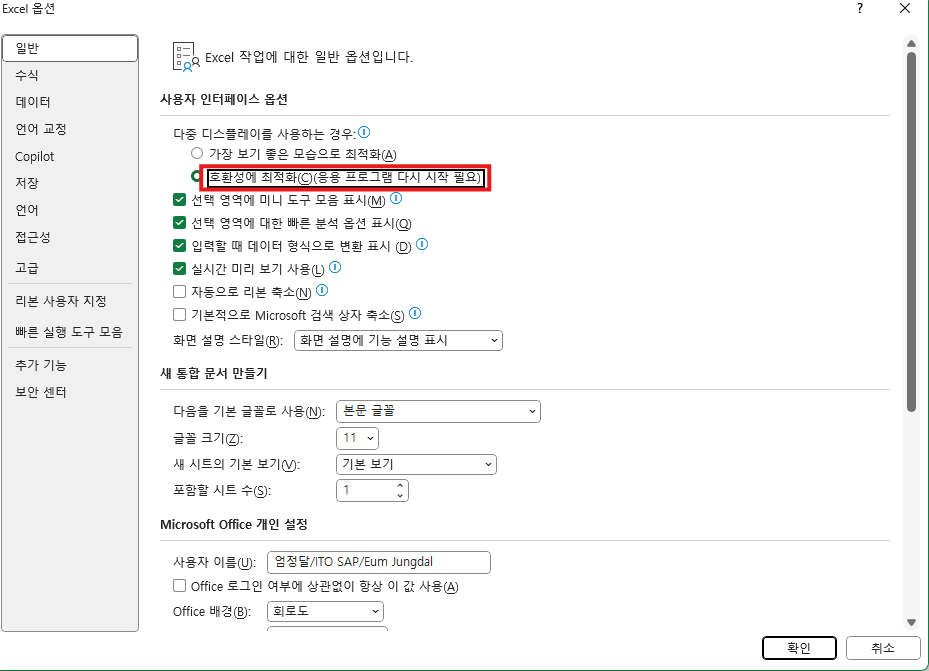 Excel 옵션
? ×
일반
수식
데이터
언어 교정
Copilot
저장
언어
접근성
고급
리본 사용자 지정
빠른 실행 도구 모음
추가 기능
보안 센터
Excel 작업에 대한 일반 옵션입니다.
사용자 인터페이스 옵션
다중 디스플레이를 사용하는 경우:
가장 보기 좋은 모습으로 최적화(A)
호환성에 최적화(C)(응용 프로그램 다시 시작 필요)
선택 영역에 미니 도구 모음 표시(M)
선택 영역에 대한 빠른 분석 옵션 표시(Q)
입력할 때 데이터 형식으로 변환 표시 (D)
실시간 미리 보기 사용(L)
자동으로 리본 축소(N)
기본적으로 Microsoft 검색 상자 축소(S)
화면 설명 스타일(R): 화면 설명에 기능 설명 표시
새 통합 문서 만들기
다음을 기본 글꼴로 사용(N): 본문 글꼴
글꼴 크기(Z): 11
새 시트의 기본 보기(V): 기본 보기
포함할 시트 수(S): 1
Microsoft Office 개인 설정
사용자 이름(U): 엄정달/ITO SAP/Eum Jungdal
Office 로그인 여부에 상관없이 항상 이 값 사용(A)
Office 배경(B): 회로도
확인 취소